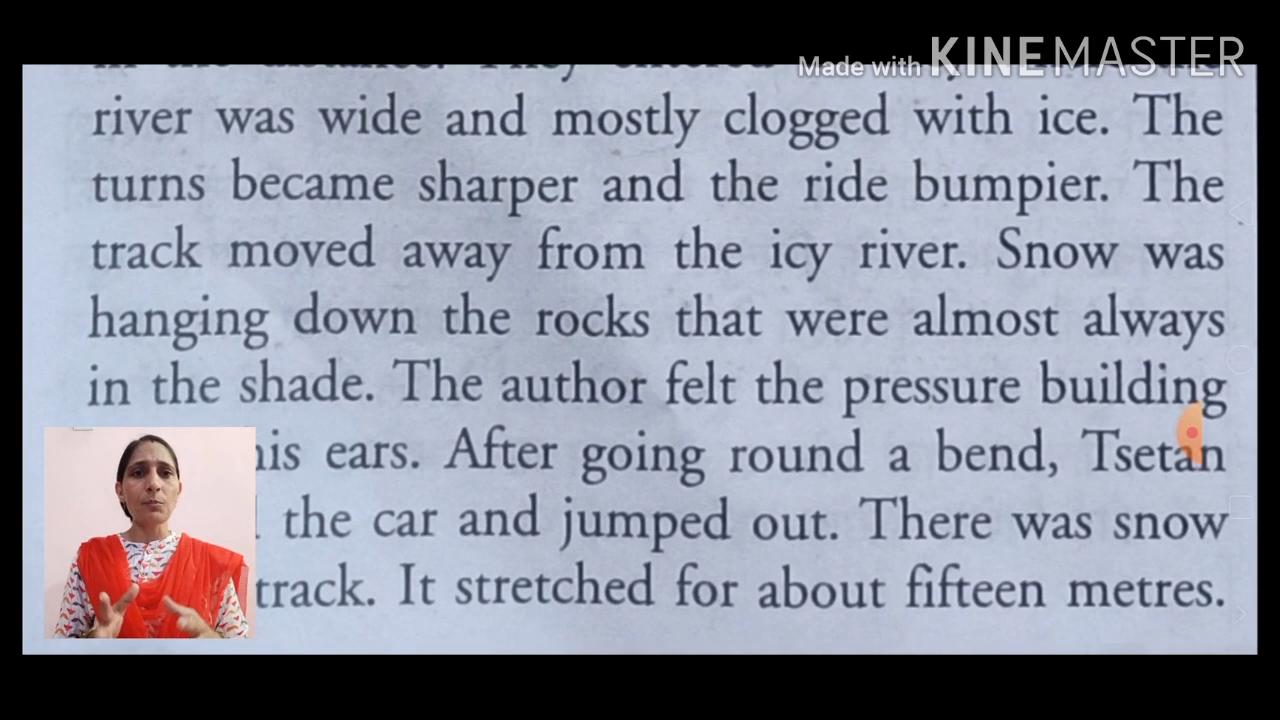 Made with KINEMASTER
river was wide and mostly clogged with ice. The
turns became sharper and the ride bumpier. The
track moved away from the icy river. Snow was
hanging down the rocks that were almost always
in the shade. The author felt the pressure building
his ears. After going round a bend, Tsetan
the car and jumped out. There was snow
track. It stretched for about fifteen metres.